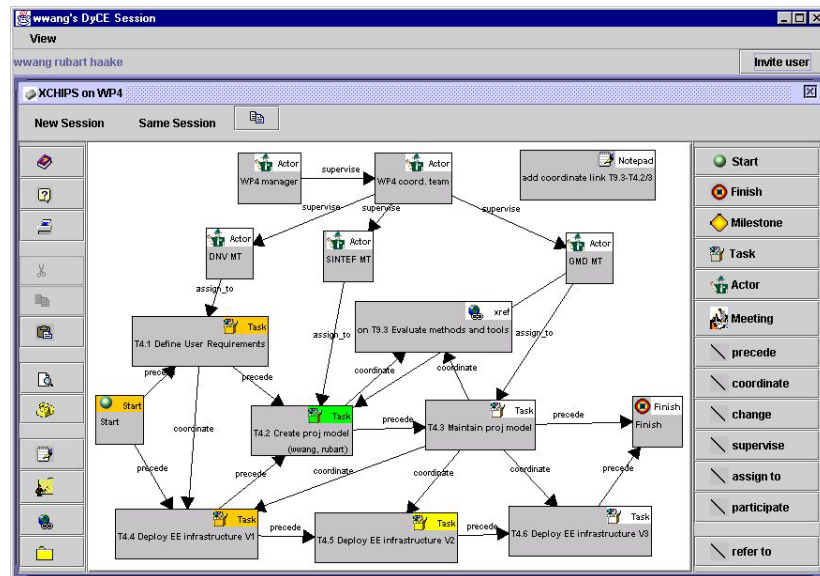 wwang's DyCE Session
View
wwang rubart haake
Invite user
XCHIPS on WP4
New Session
Same Session
Actor
WP4 manager
supervise
Actor
WP4 coord. team
Notepad
add coordinate link T9.3-T4.2/3
supervise
supervise
supervise
Actor
DNV MT
Actor
SINTEF MT
Actor
GMD MT
assign_to
xref
on T9.3 Evaluate methods and tools
Task
T4.1 Define User Requirements
assign_to
assign_to
precede
precede
coordinate
coordinate
Start
Start
Task
T4.2 Create proj model
(wwang, rubart)
precede
Task
T4.3 Maintain proj model
precede
Finish
Finish
coordinate
precede
precede
coordinate
coordinate
coordinate
precede
Task
T4.4 Deploy EE infrastructure V1
precede
Task
T4.5 Deploy EE infrastructure V2
precede
Task
T4.6 Deploy EE infrastructure V3
Start
Finish
Milestone
Task
Actor
Meeting
precede
coordinate
change
supervise
assign to
participate
refer to